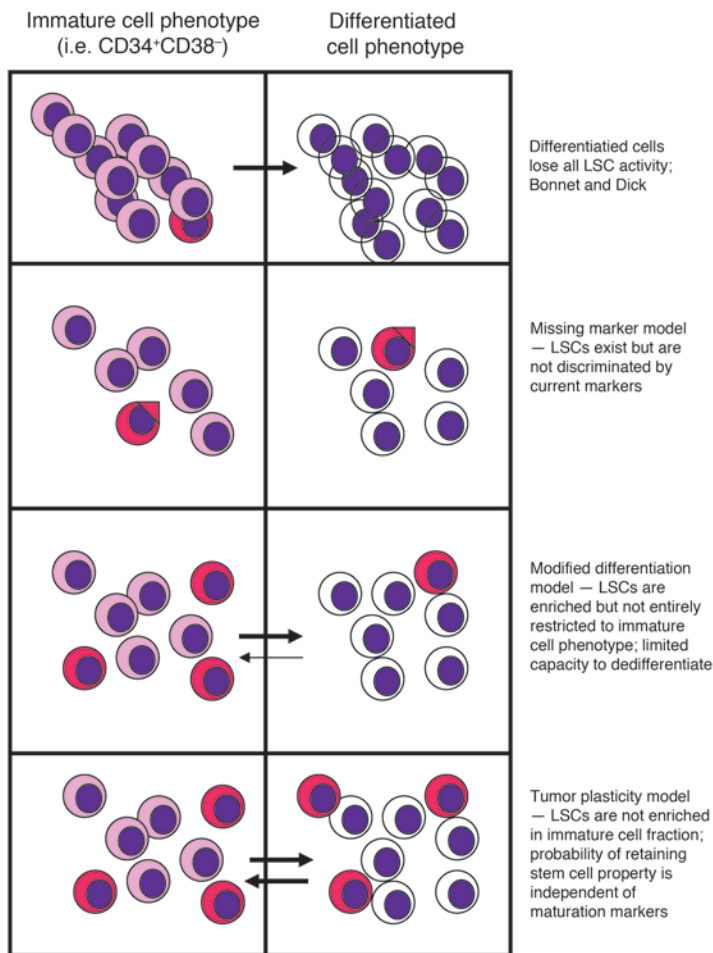 Immature cell phenotype
(i.e. CD34⁺CD38⁻)
Differentiated
cell phenotype
Differentiatied cells
lose all LSC activity;
Bonnet and Dick
Missing marker model
— LSCs exist but are
not discriminated by
current markers
Modified differentiation
model — LSCs are
enriched but not entirely
restricted to immature
cell phenotype; limited
capacity to dedifferentiate
Tumor plasticity model
— LSCs are not enriched
in immature cell fraction;
probability of retaining
stem cell property is
independent of
maturation markers